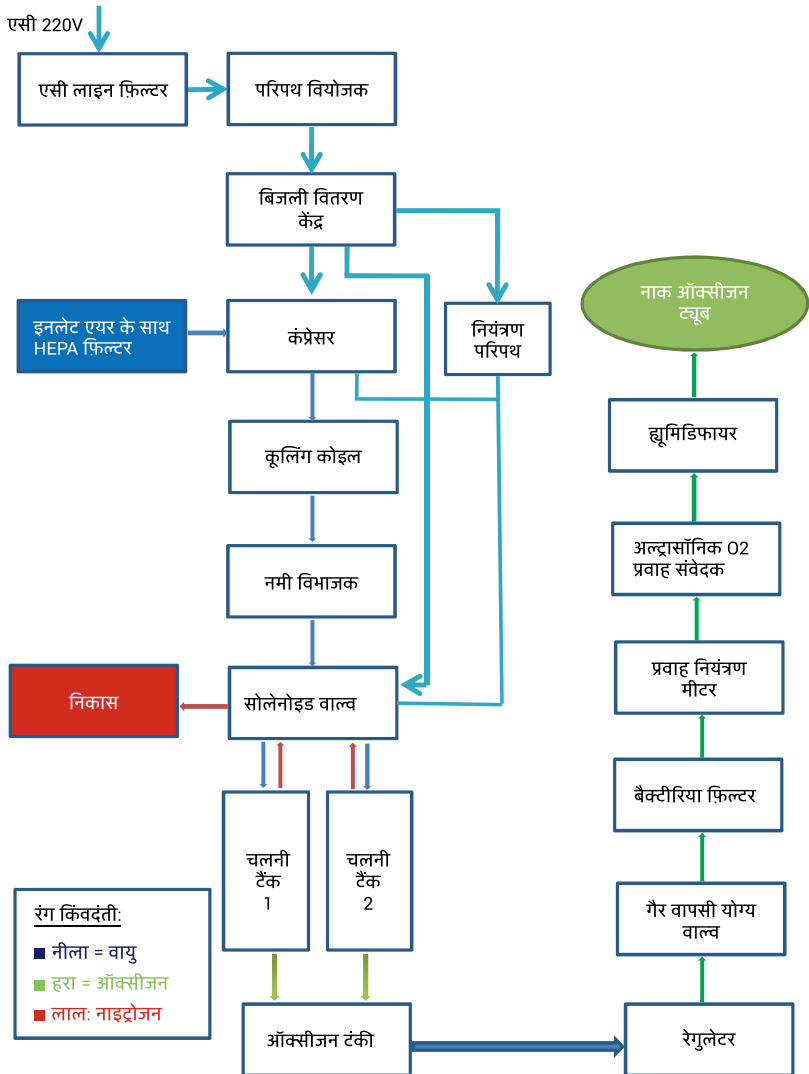 एसी 220V
एसी लाइन फ़िल्टर
परिपथ वियोजक
बिजली वितरण
केंद्र
इनलेट एयर के साथ
HEPA फ़िल्टर
कंप्रेसर
नियंत्रण
परिपथ
नाक ऑक्सीजन
ट्यूब
कूलिंग कोइल
ह्यूमिडिफायर
नमी विभाजक
अल्ट्रासॉनिक O2
प्रवाह संवेदक
निकास
सोलेनोइड वाल्व
प्रवाह नियंत्रण
मीटर
बैक्टीरिया फ़िल्टर
चलनी
टैंक
1
चलनी
टैंक
2
गैर वापसी योग्य
वाल्व
रंग किंवदंती:
नीला = वायु
हरा = ऑक्सीजन
लाल: नाइट्रोजन
ऑक्सीजन टंकी
रेगुलेटर